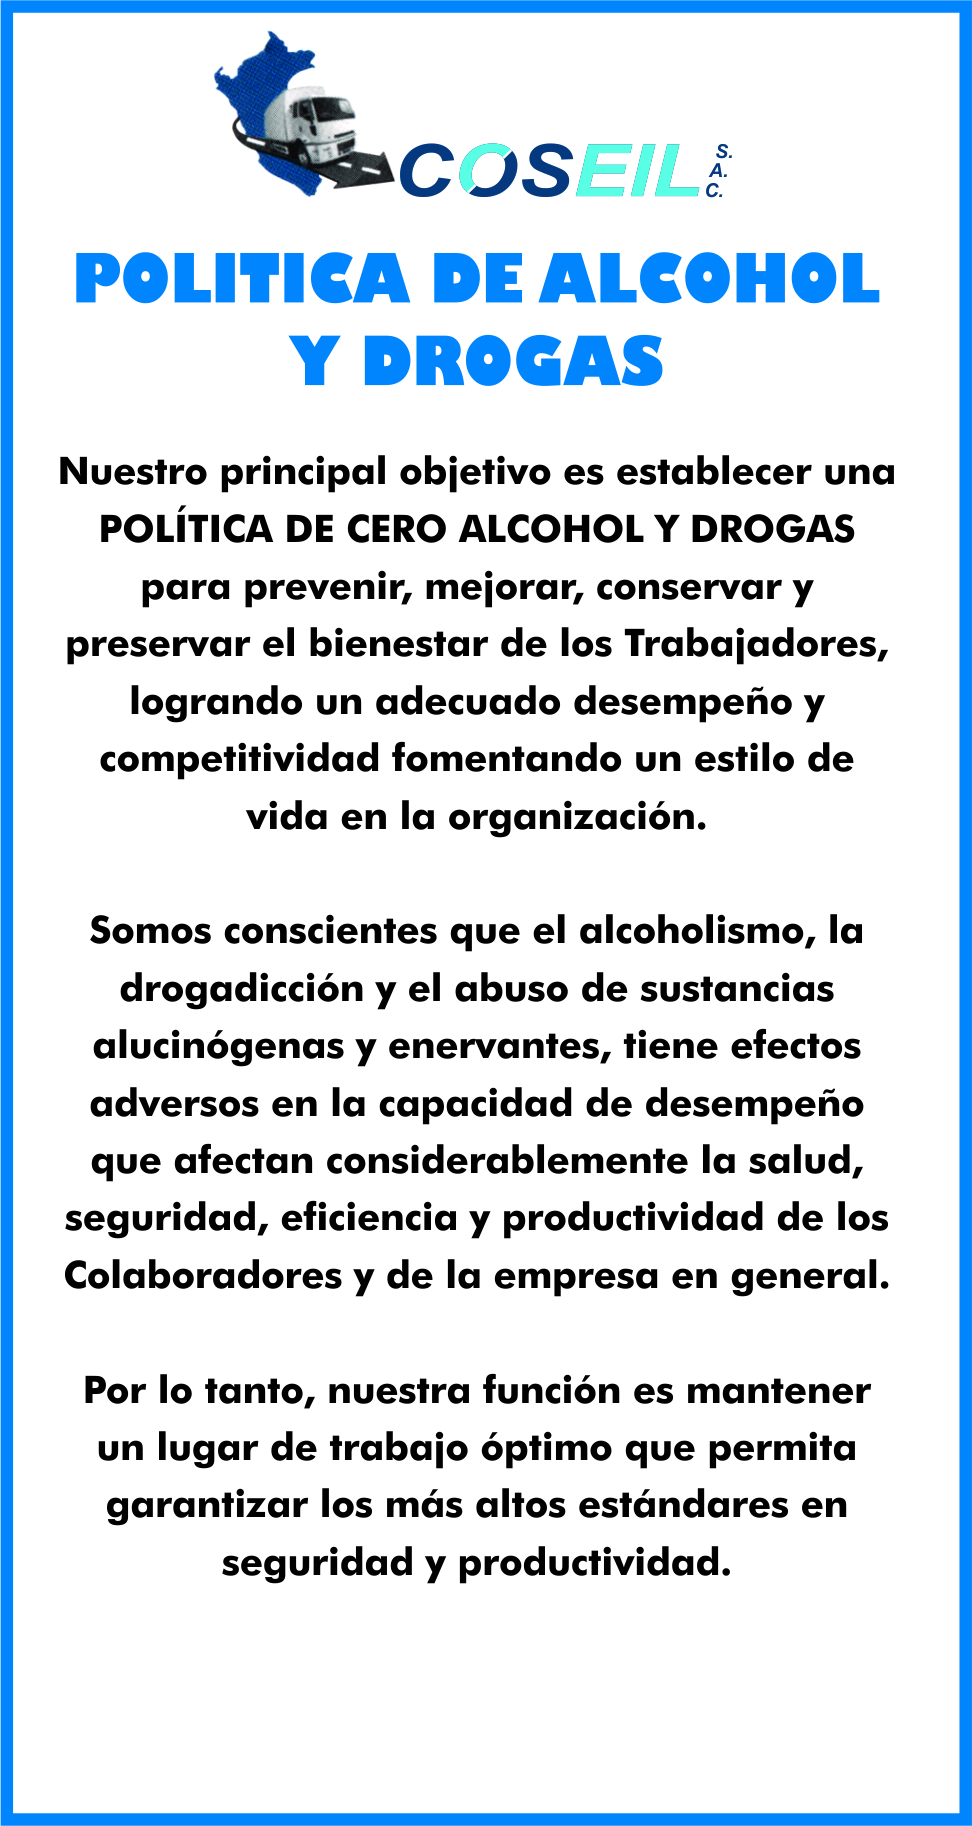 COSEIL S.A.C.
POLITICA DE ALCOHOL
Y DROGAS
Nuestro principal objetivo es establecer una
POLÍTICA DE CERO ALCOHOL Y DROGAS
para prevenir, mejorar, conservar y
preservar el bienestar de los Trabajadores,
logrando un adecuado desempeño y
competitividad fomentando un estilo de
vida en la organización.
Somos conscientes que el alcoholismo, la
drogadicción y el abuso de sustancias
alucinógenas y enervantes, tiene efectos
adversos en la capacidad de desempeño
que afectan considerablemente la salud,
seguridad, eficiencia y productividad de los
Colaboradores y de la empresa en general.
Por lo tanto, nuestra función es mantener
un lugar de trabajo óptimo que permita
garantizar los más altos estándares en
seguridad y productividad.